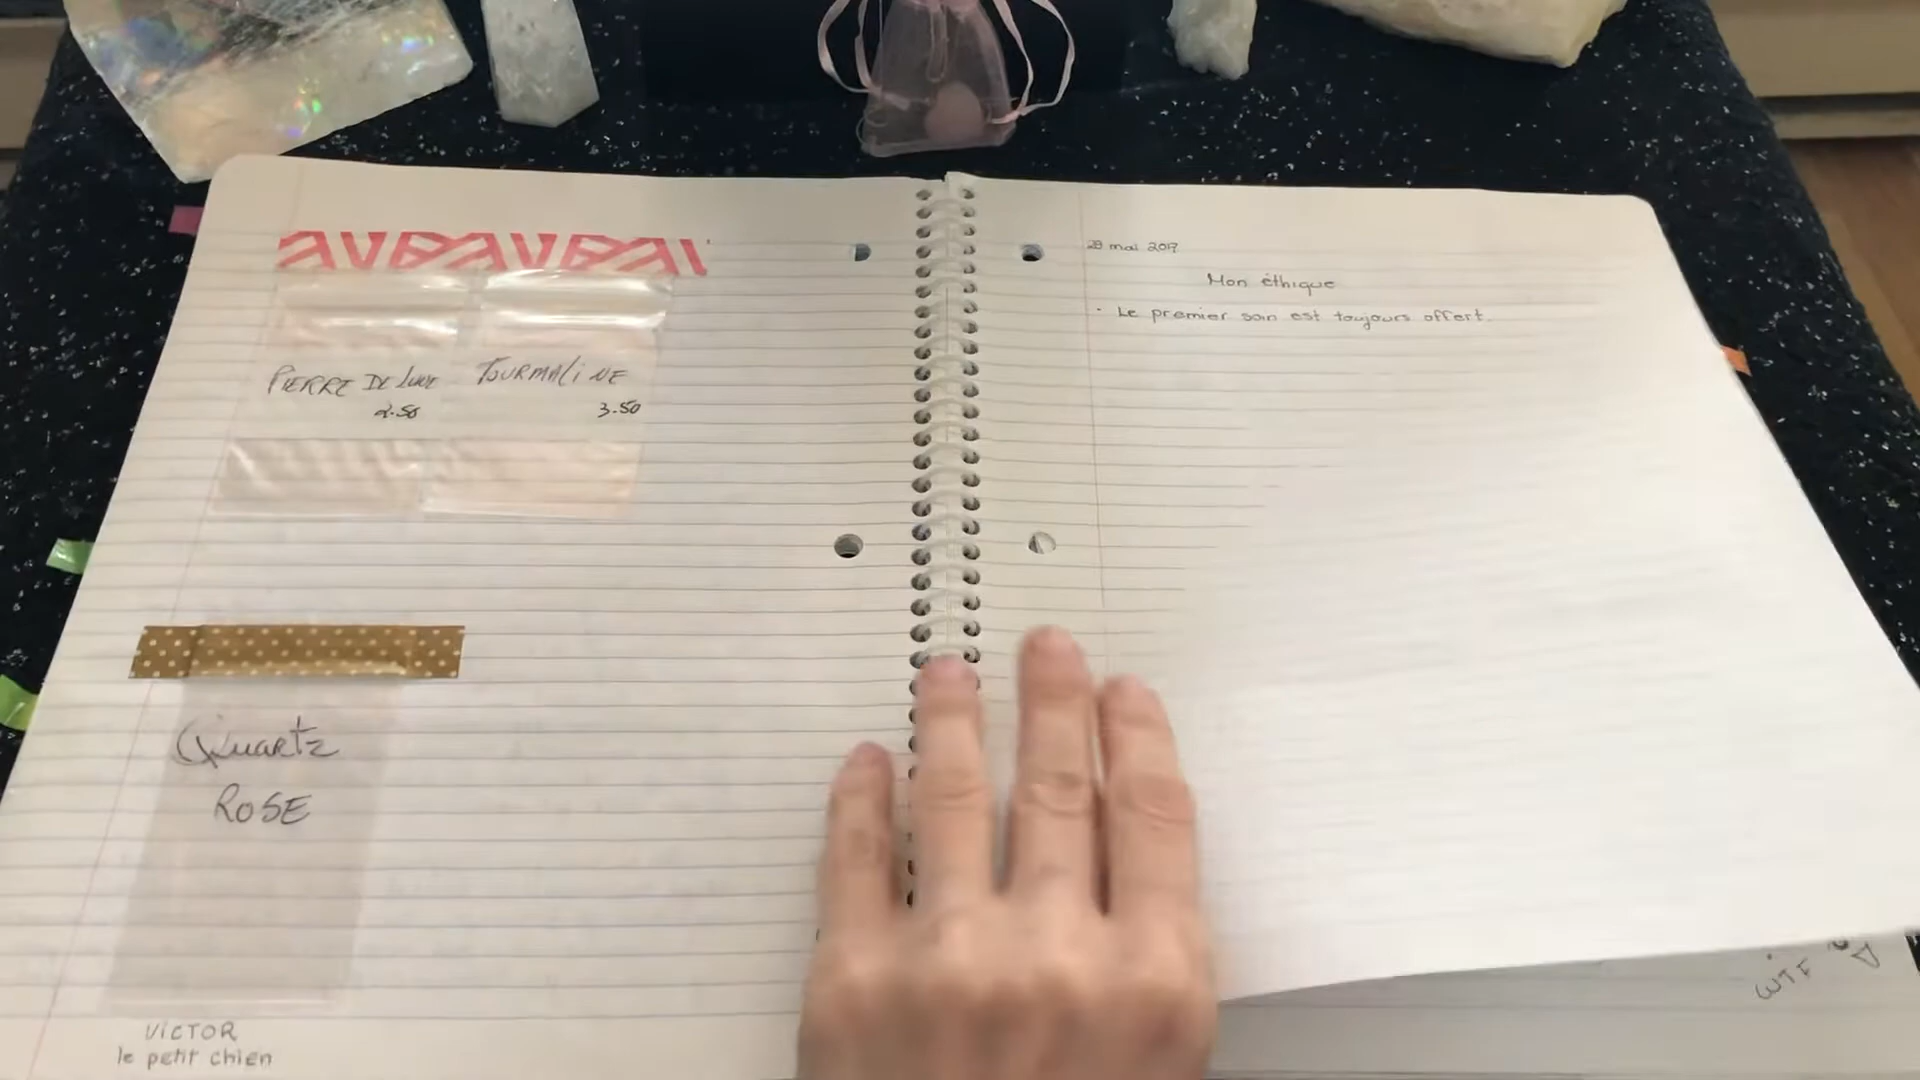 PIERRE DE LUNE
2.50
TOURMALINE
3.50
Quartz
ROSE
VICTOR
le petit chien
28 mai 2017
Mon éthique
• Le premier soin est toujours offert.
WTF